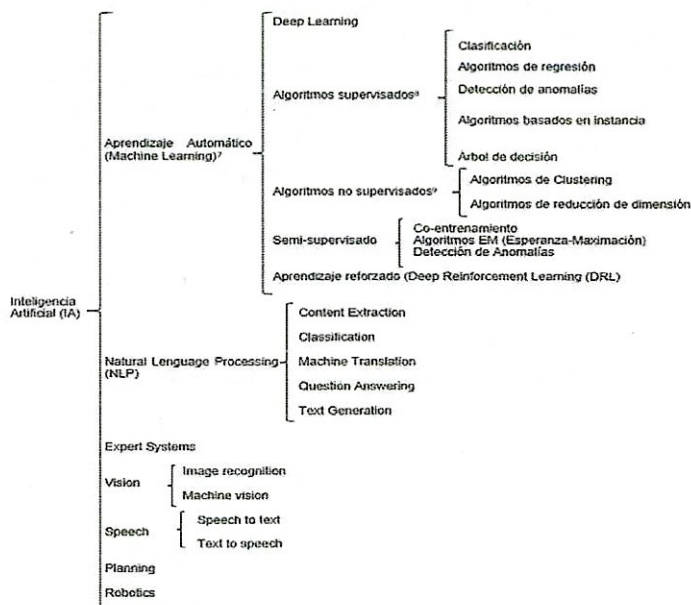 Deep Learning
Clasificación
Algoritmos de regresión
Algoritmos supervisados⁸
Detección de anomalías
Algoritmos basados en instancia
Árbol de decisión
Aprendizaje Automático
(Machine Learning)⁷
Algoritmos no supervisados⁹
Algoritmos de Clustering
Algoritmos de reducción de dimensión
Semi-supervisado
Co-entrenamiento
Algoritmos EM (Esperanza-Maximación)
Detección de Anomalías
Aprendizaje reforzado (Deep Reinforcement Learning (DRL)
Inteligencia
Artificial (IA)
Natural Lenguage Processing
(NLP)
Content Extraction
Classification
Machine Translation
Question Answering
Text Generation
Expert Systems
Vision
Image recognition
Machine vision
Speech
Speech to text
Text to speech
Planning
Robotics